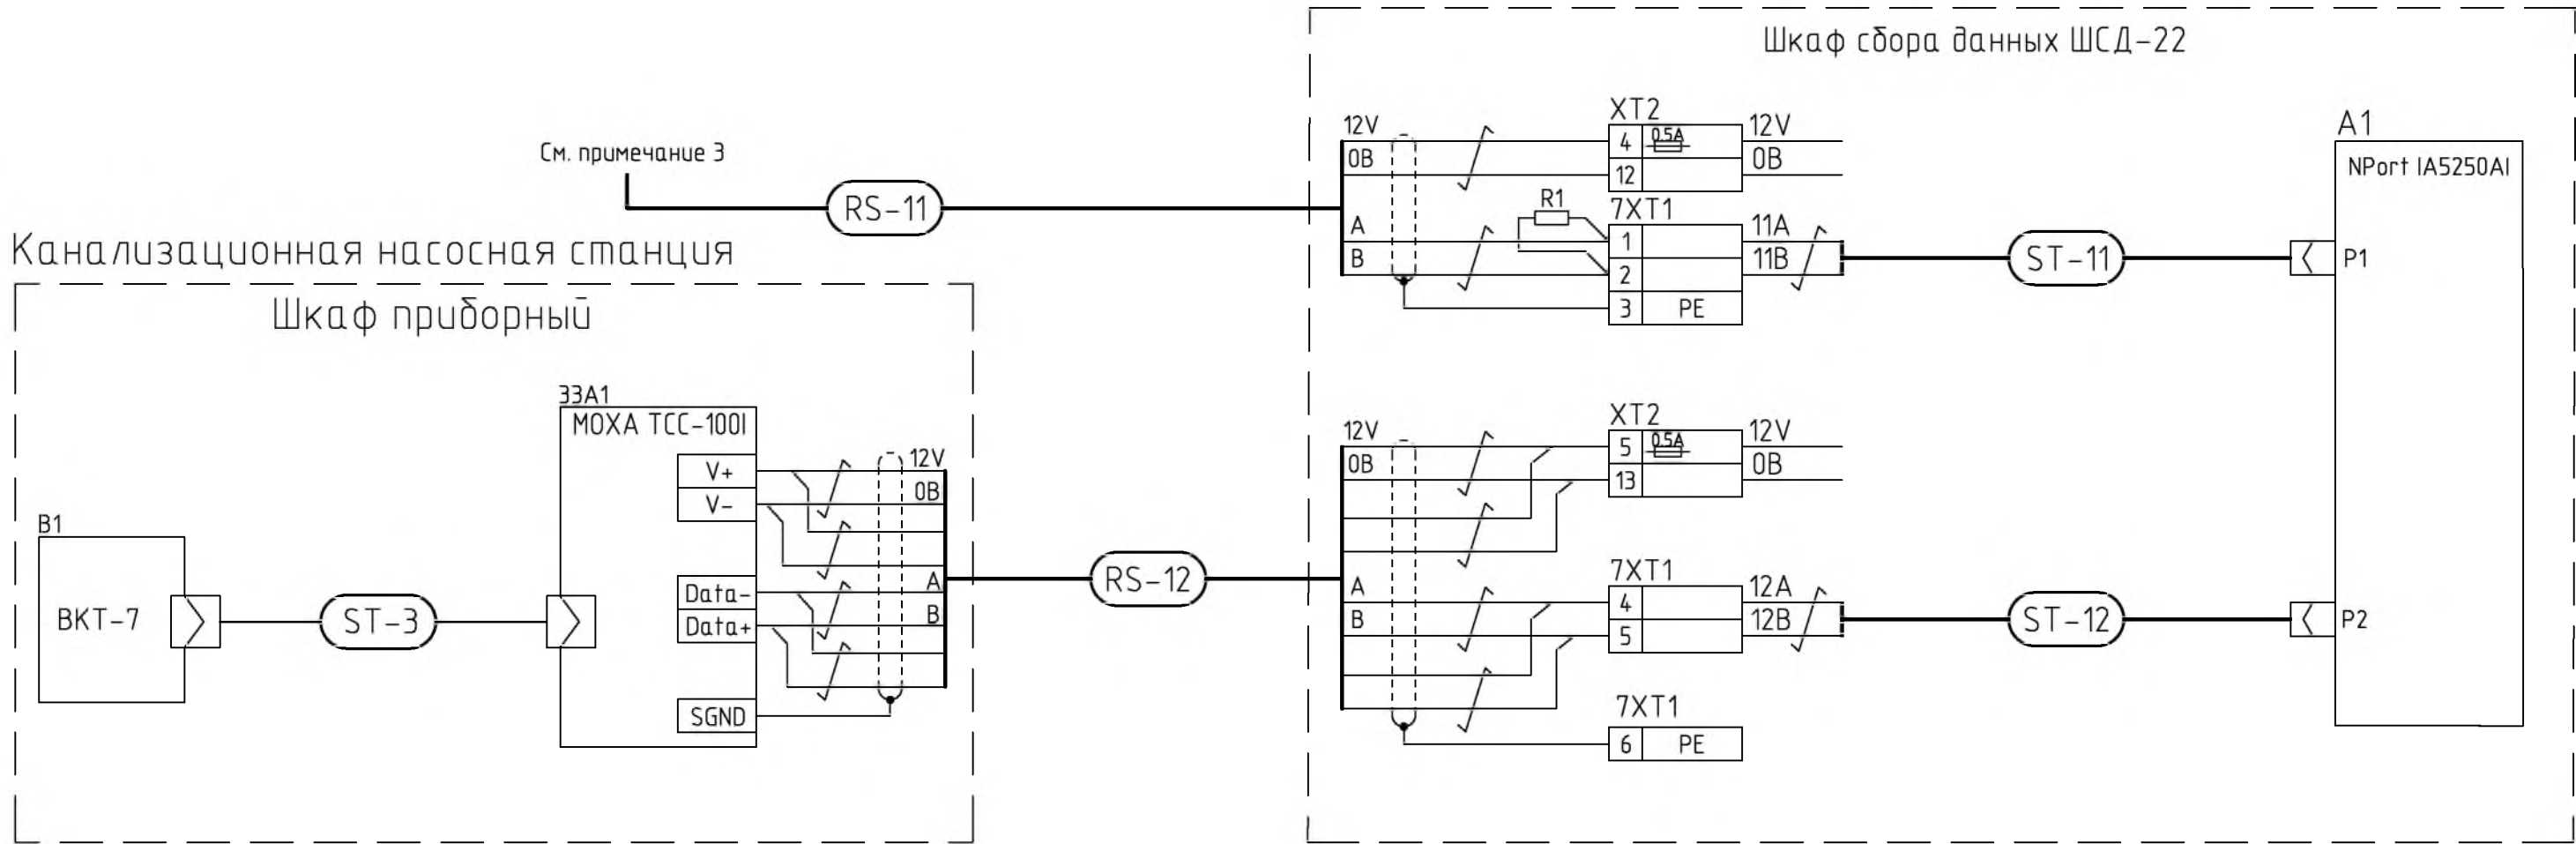 Шкаф сбора данных ШСД-22
См. примечание 3
RS-11
12V
0В
A
B
R1
XT2
4
0.5А
12V
12
0В
7XT1
1
11A
2
11B
3
PE
ST-11
A1
NPort IA5250AI
P1
P2
Канализационная насосная станция
Шкаф приборный
B1
ВКТ-7
ST-3
33A1
MOXA TCC-100I
V+
V-
Data-
Data+
SGND
12V
0В
A
B
RS-12
12V
0В
A
B
XT2
5
0.5А
12V
13
0В
7XT1
4
12A
5
12B
7XT1
6
PE
ST-12